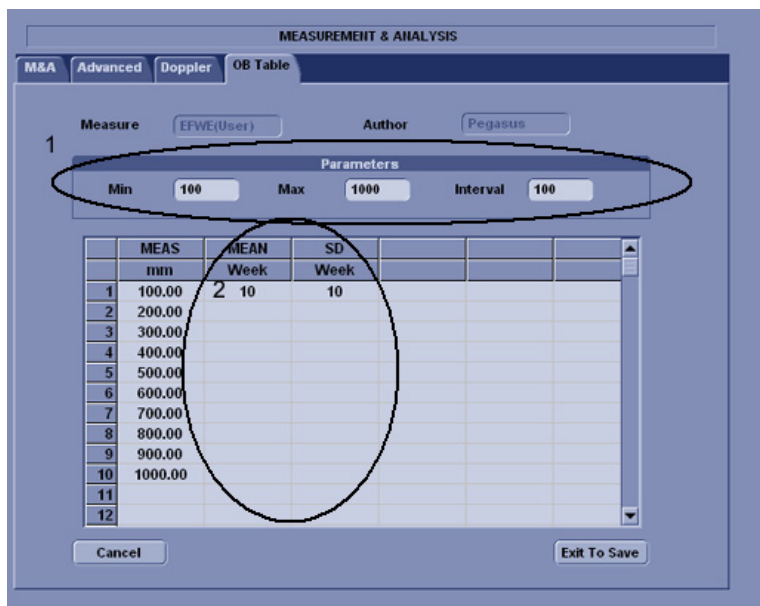 MEASUREMENT & ANALYSIS
M&A Advanced Doppler OB Table
Measure EFWE(User) Author Pegasus
1
Parameters
Min 100 Max 1000 Interval 100
MEAS MEAN SD
mm Week Week
1 100.00 2 10 10
2 200.00
3 300.00
4 400.00
5 500.00
6 600.00
7 700.00
8 800.00
9 900.00
10 1000.00
11
12
Cancel Exit To Save